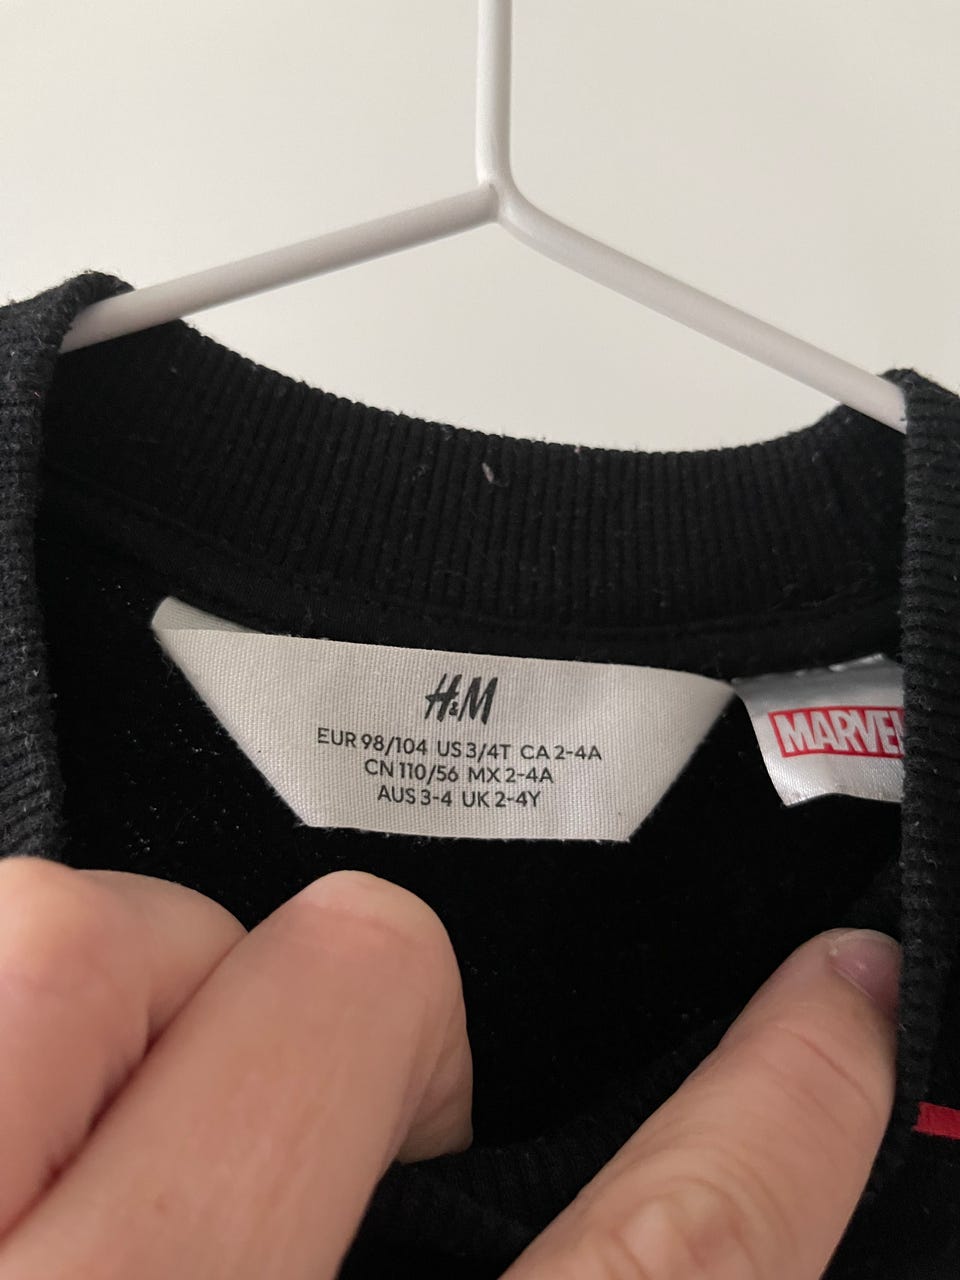 H&M
EUR 98/104 US 3/4T CA 2-4A
CN 110/56 MX 2-4A
AUS 3-4 UK 2-4Y
MARVEL